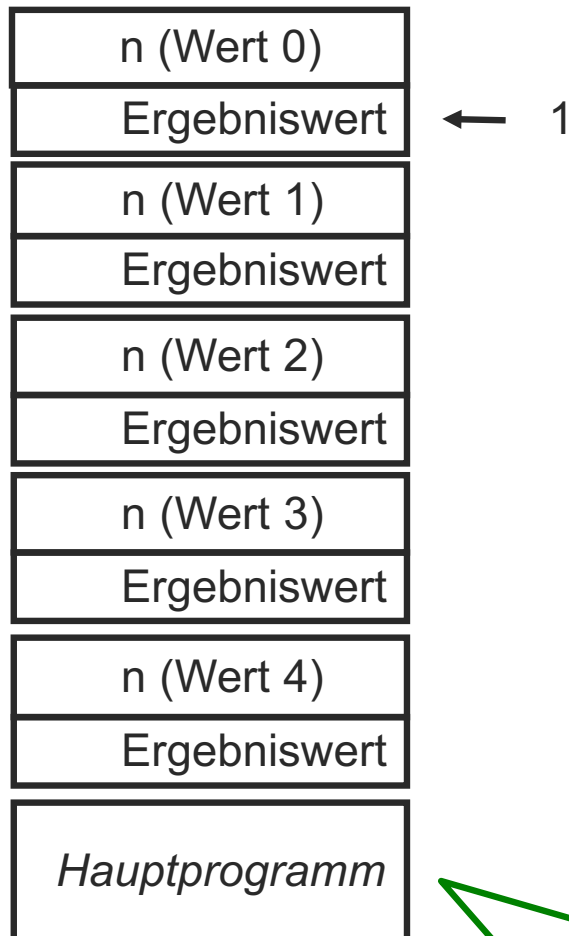 n (Wert 0)
Ergebniswert ← 1
n (Wert 1)
Ergebniswert
n (Wert 2)
Ergebniswert
n (Wert 3)
Ergebniswert
n (Wert 4)
Ergebniswert
Hauptprogramm